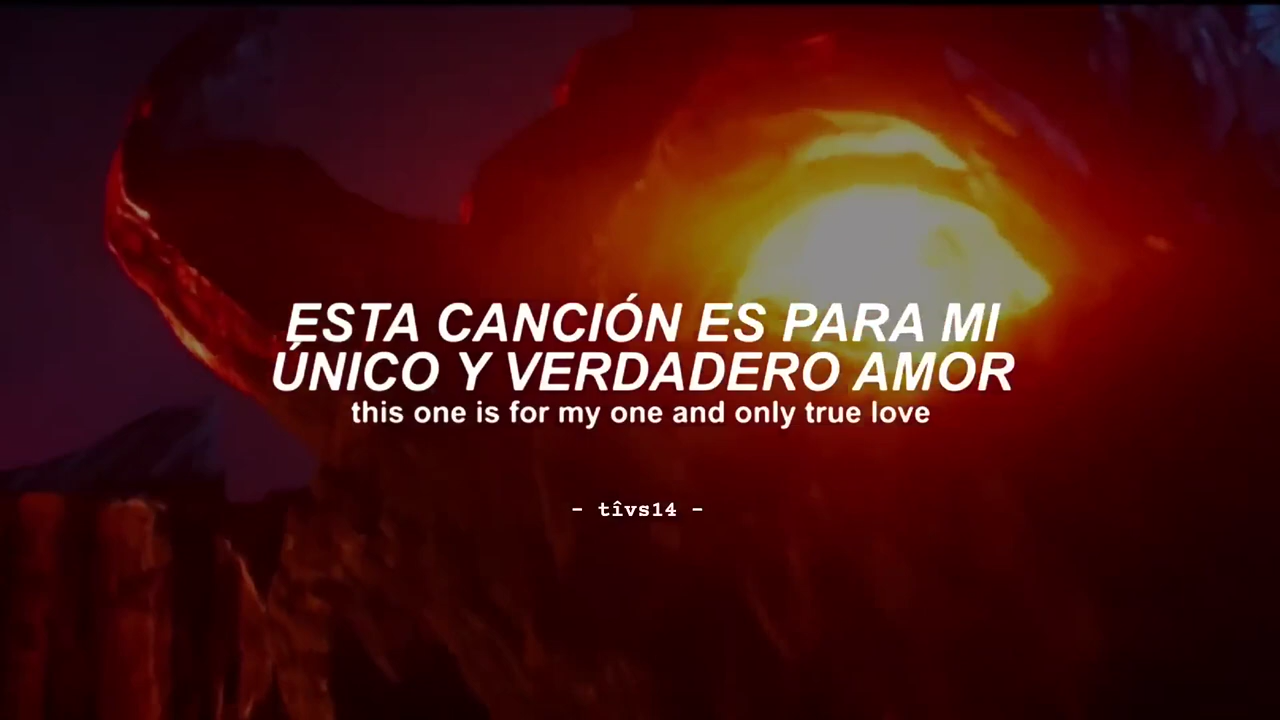 ESTA CANCIÓN ES PARA MI
ÚNICO Y VERDADERO AMOR
this one is for my one and only true love
- tîvs14 -